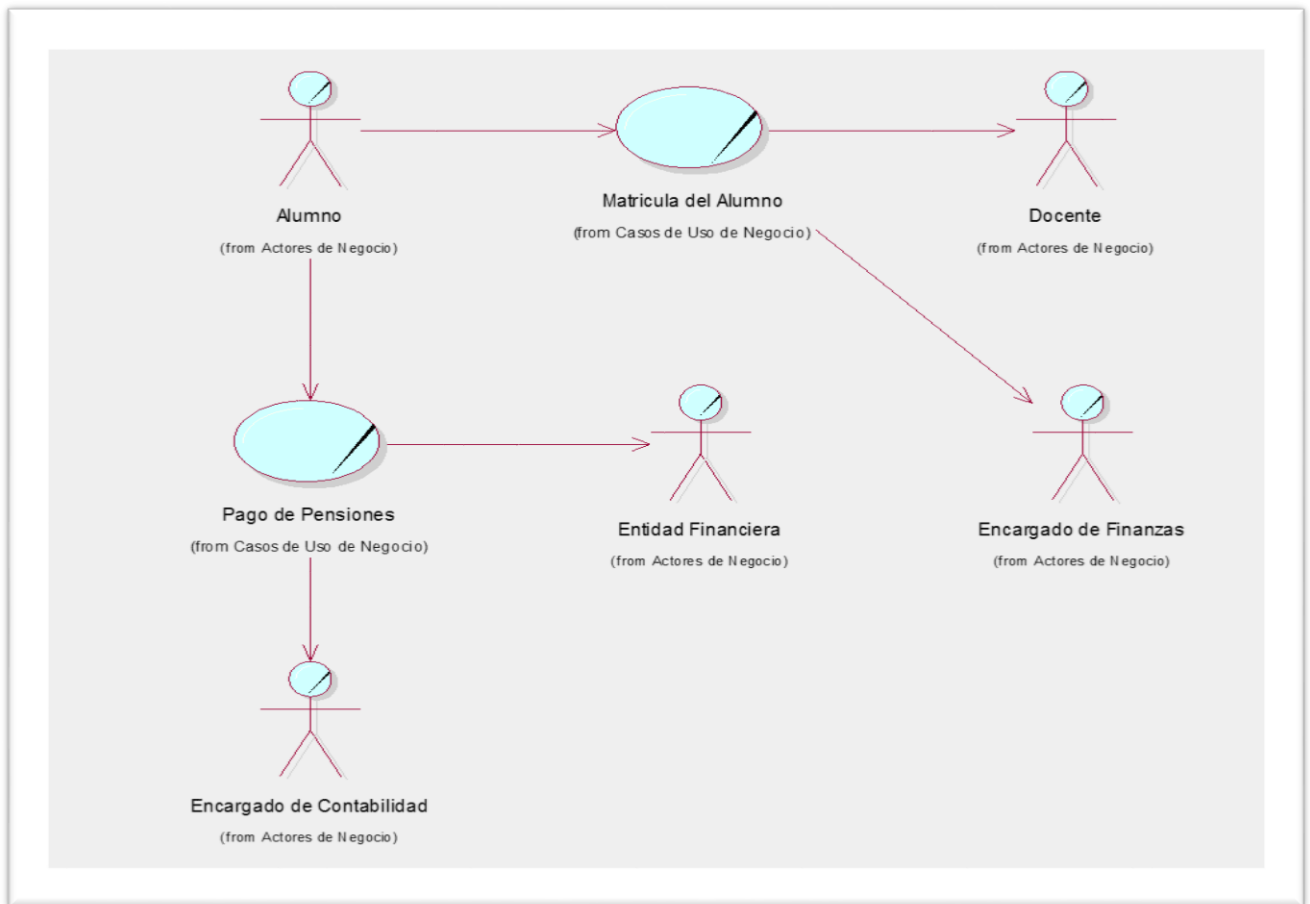 Alumno
(from Actores de Negocio)
Matricula del Alumno
(from Casos de Uso de Negocio)
Docente
(from Actores de Negocio)
Pago de Pensiones
(from Casos de Uso de Negocio)
Entidad Financiera
(from Actores de Negocio)
Encargado de Finanzas
(from Actores de Negocio)
Encargado de Contabilidad
(from Actores de Negocio)